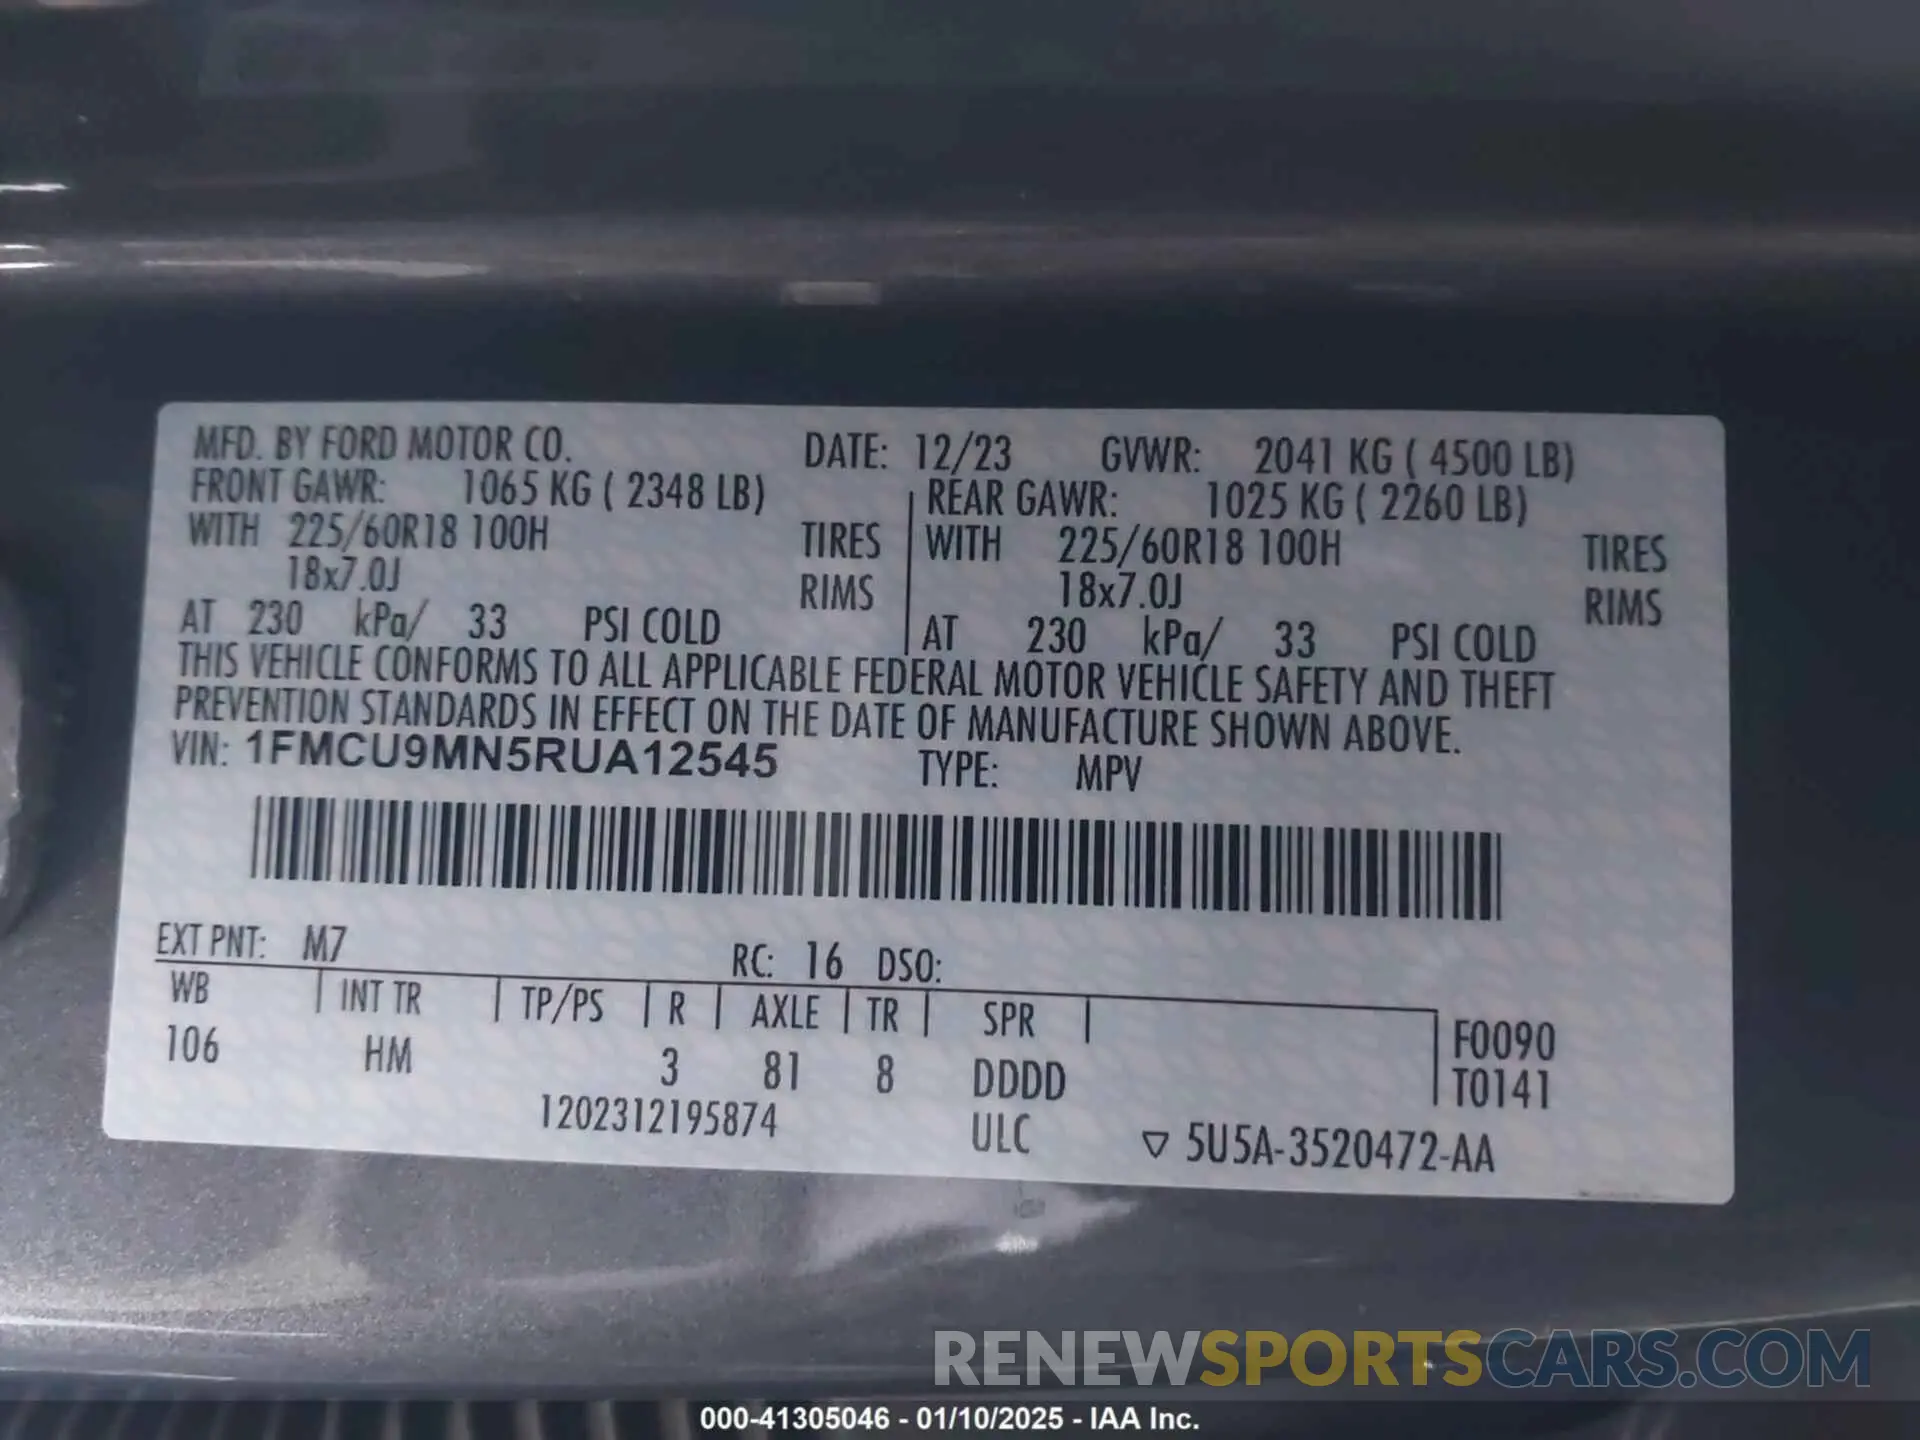 MFD. BY FORD MOTOR CO. DATE: 12/23 GVWR: 2041 KG ( 4500 LB)
FRONT GAWR: 1065 KG ( 2348 LB) REAR GAWR: 1025 KG ( 2260 LB)
WITH 225/60R18 100H TIRES WITH 225/60R18 100H TIRES
18x7.0J RIMS 18x7.0J RIMS
AT 230 kPa/ 33 PSI COLD AT 230 kPa/ 33 PSI COLD
THIS VEHICLE CONFORMS TO ALL APPLICABLE FEDERAL MOTOR VEHICLE SAFETY AND THEFT
PREVENTION STANDARDS IN EFFECT ON THE DATE OF MANUFACTURE SHOWN ABOVE.
VIN: 1FMCU9MN5RUA12545 TYPE: MPV
EXT PNT: M7 RC: 16 DSO:
WB INT TR TP/PS R AXLE TR SPR F0090
106 HM 3 81 8 DDDD T0141
1202312195874 ULC ▽ 5U5A-3520472-AA
RENEWSPORTSCARS.COM
000-41305046 - 01/10/2025 - IAA Inc.